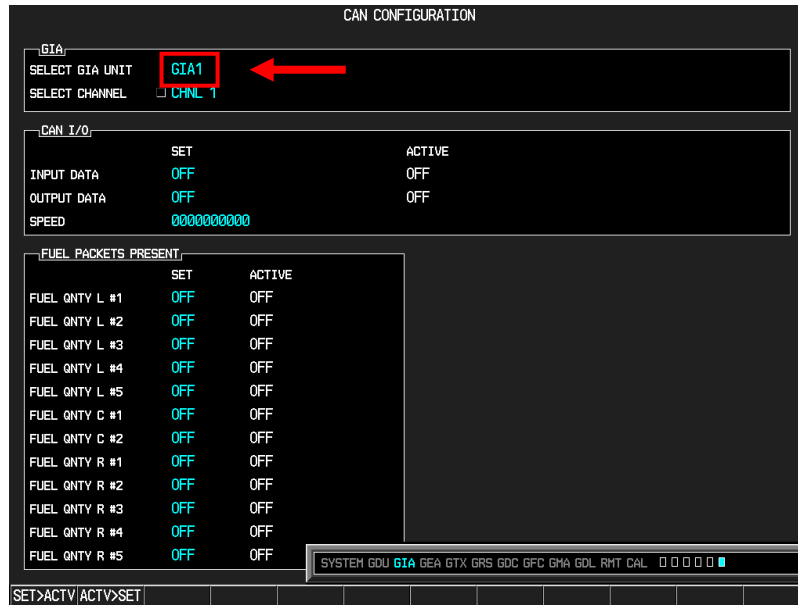 CAN CONFIGURATION
GIA
SELECT GIA UNIT GIA1
SELECT CHANNEL CHNL 1
CAN I/O
SET ACTIVE
INPUT DATA OFF OFF
OUTPUT DATA OFF OFF
SPEED 0000000000
FUEL PACKETS PRESENT
SET ACTIVE
FUEL QNTY L #1 OFF OFF
FUEL QNTY L #2 OFF OFF
FUEL QNTY L #3 OFF OFF
FUEL QNTY L #4 OFF OFF
FUEL QNTY L #5 OFF OFF
FUEL QNTY C #1 OFF OFF
FUEL QNTY C #2 OFF OFF
FUEL QNTY R #1 OFF OFF
FUEL QNTY R #2 OFF OFF
FUEL QNTY R #3 OFF OFF
FUEL QNTY R #4 OFF OFF
FUEL QNTY R #5 OFF OFF
SYSTEM GDU GIA GEA GTX GRS GDC GFC GMA GDL RMT CAL
SET>ACTV ACTV>SET